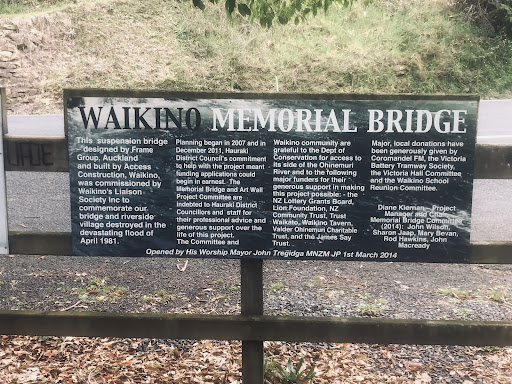 WAIKINO MEMORIAL BRIDGE
This suspension bridge
designed by Frame
Group, Auckland
and built by Access
Construction, Waikino,
was commissioned by
Waikino's Liaison
Society Inc to
commemorate our
bridge and riverside
village destroyed in the
devastating flood of
April 1981.
Planning began in 2007 and in
December 2011, Hauraki
District Council's commitment
to help with the project meant
funding applications could
begin in earnest. The
Memorial Bridge and Art Wall
Project Committee are
indebted to Hauraki District
Councillors and staff for
their professional advice and
generous support over the
life of this project.
The Committee and
Waikino community are
grateful to the Dept of
Conservation for access to
its side of the Ohinemuri
River and to the following
major funders for their
generous support in making
this project possible: - the
NZ Lottery Grants Board,
Lion Foundation, NZ
Community Trust, Trust
Waikato, Waikino Tavern,
Valder Ohinemuri Charitable
Trust, and the James Say
Trust.
Major, local donations have
been generously given by
Coromandel FM, the Victoria
Battery Tramway Society,
the Victoria Hall Committee
and the Waikino School
Reunion Committee.
Diane Kiernan - Project
Manager and Chair,
Memorial Bridge Committee
(2014): John Wilson,
Sharon Jaap, Mary Bevan,
Rod Hawkins, John
Macready
Opened by His Worship Mayor John Tregidga MNZM JP 1st March 2014